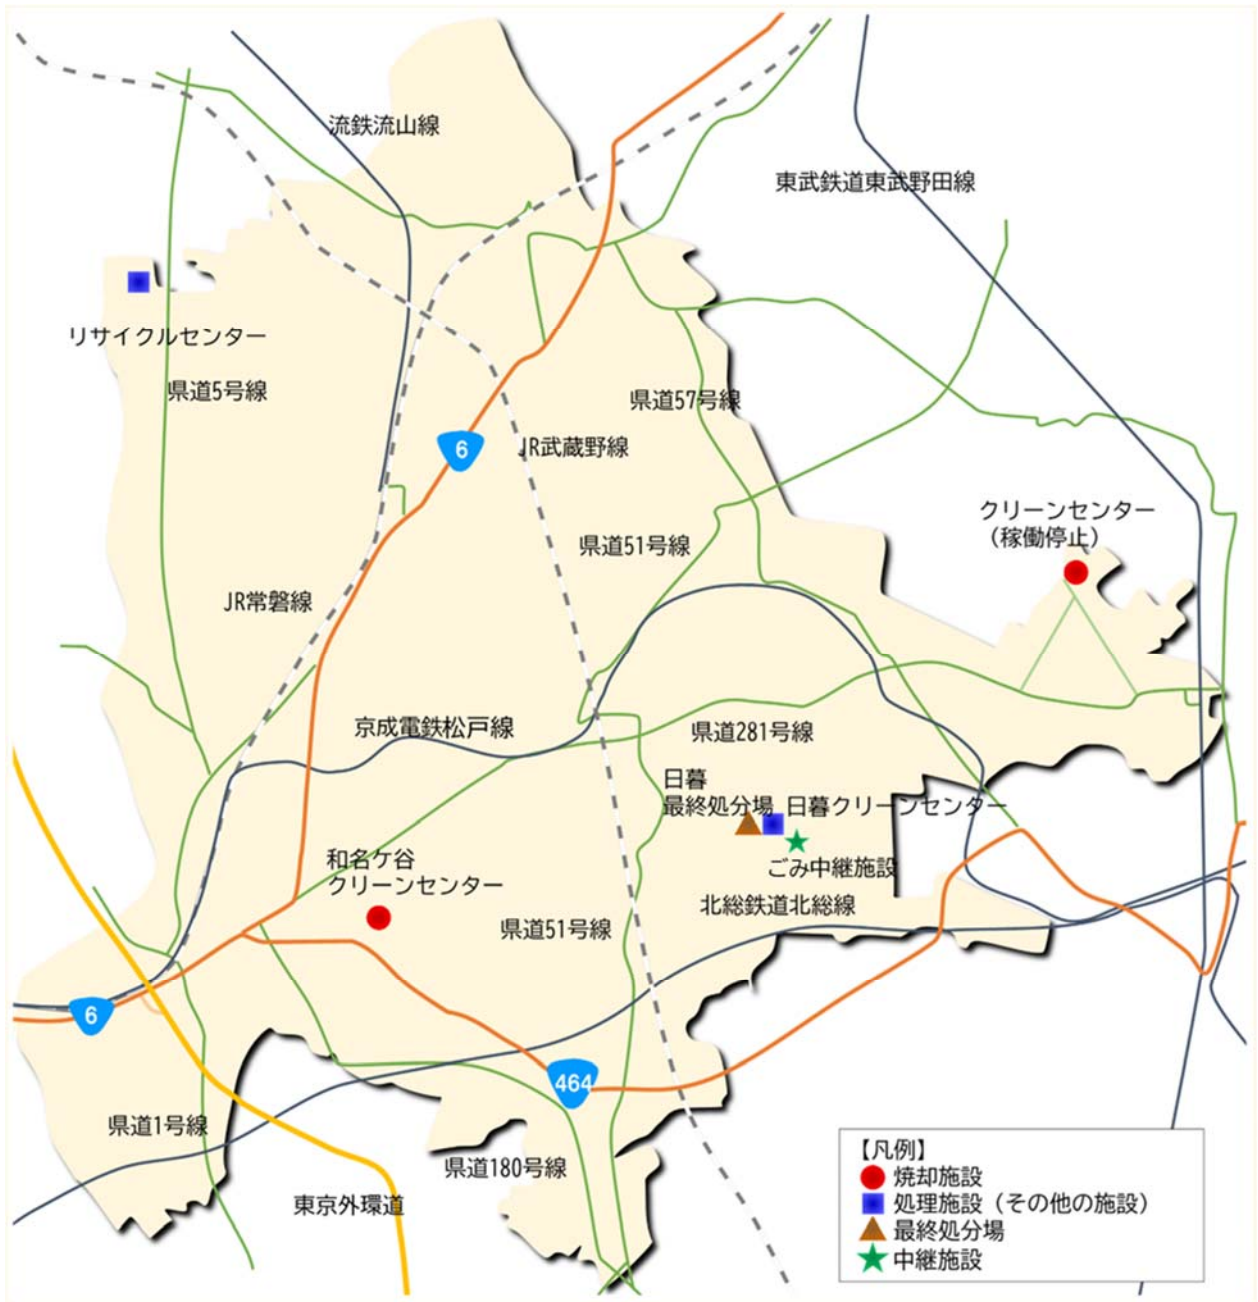 流鉄流山線
東武鉄道東武野田線
リサイクルセンター
県道5号線
県道57号線
6
JR武蔵野線
クリーンセンター
（稼働停止）
県道51号線
JR常磐線
京成電鉄松戸線
県道281号線
日暮
最終処分場
日暮クリーンセンター
ごみ中継施設
和名ケ谷
クリーンセンター
北総鉄道北総線
県道51号線
6
464
県道1号線
県道180号線
東京外環道
【凡例】
焼却施設
処理施設（その他の施設）
最終処分場
中継施設